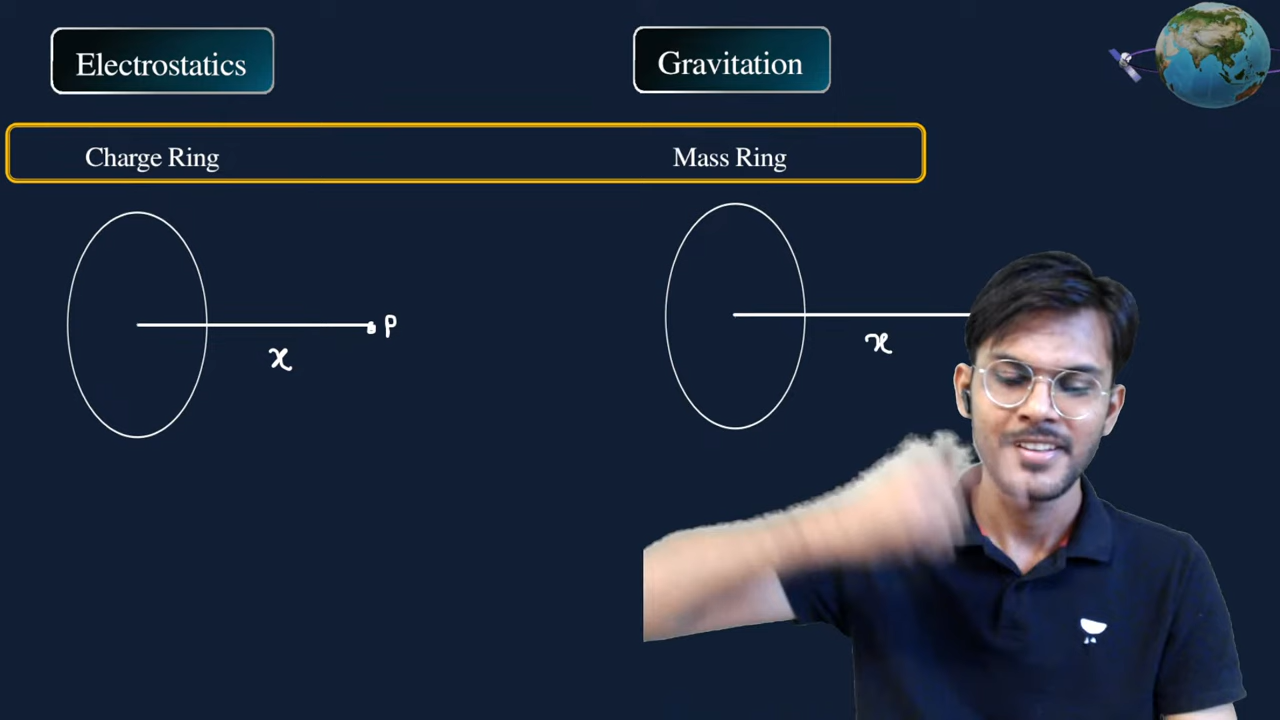 Electrostatics
Gravitation
Charge Ring
Mass Ring
P
x
x